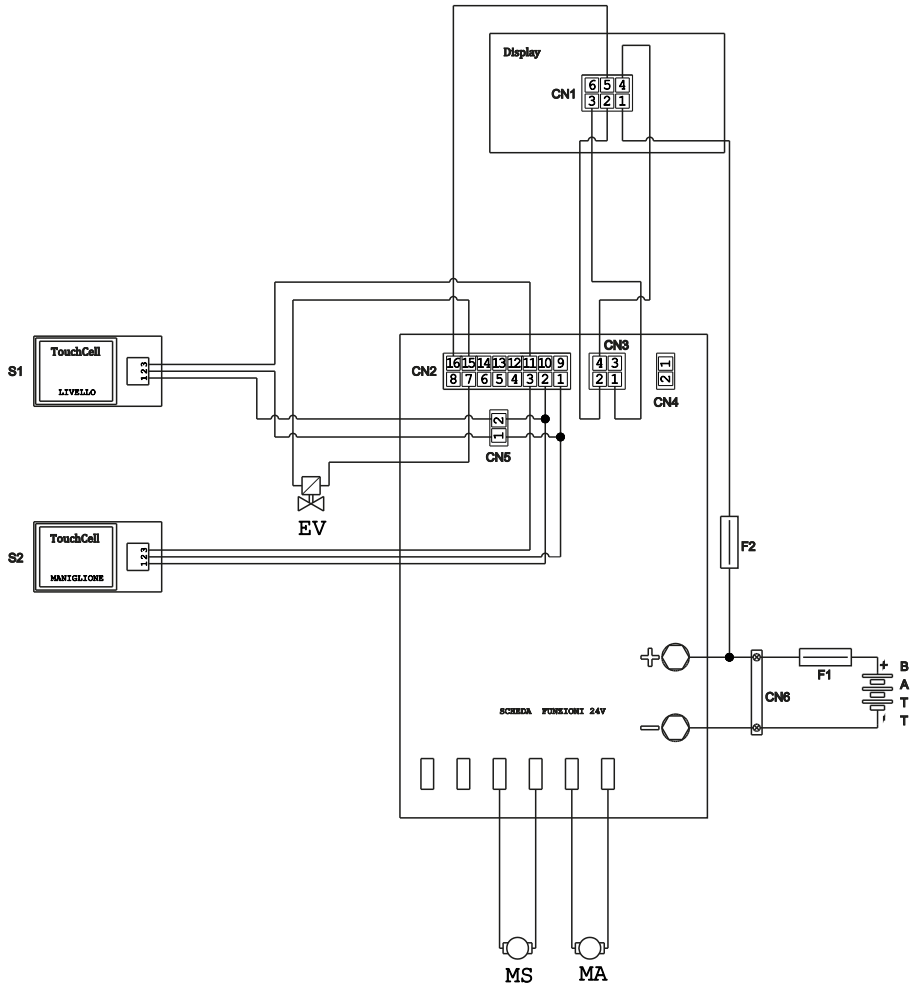 Display
6 5 4
CN1
3 2 1
CN3
S1
TouchCell
1 2 3
LIVELLO
CN2
16 15 14 13 12 11 10 9
8 7 6 5 4 3 2 1
4 3
2 1
2 1
CN4
1 2
CN5
EV
S2
TouchCell
1 2 3
MANIGLIONE
F2
+
F1
+
BATT
CN6
SCHEDA FUNZIONI 24V
-
MS
MA